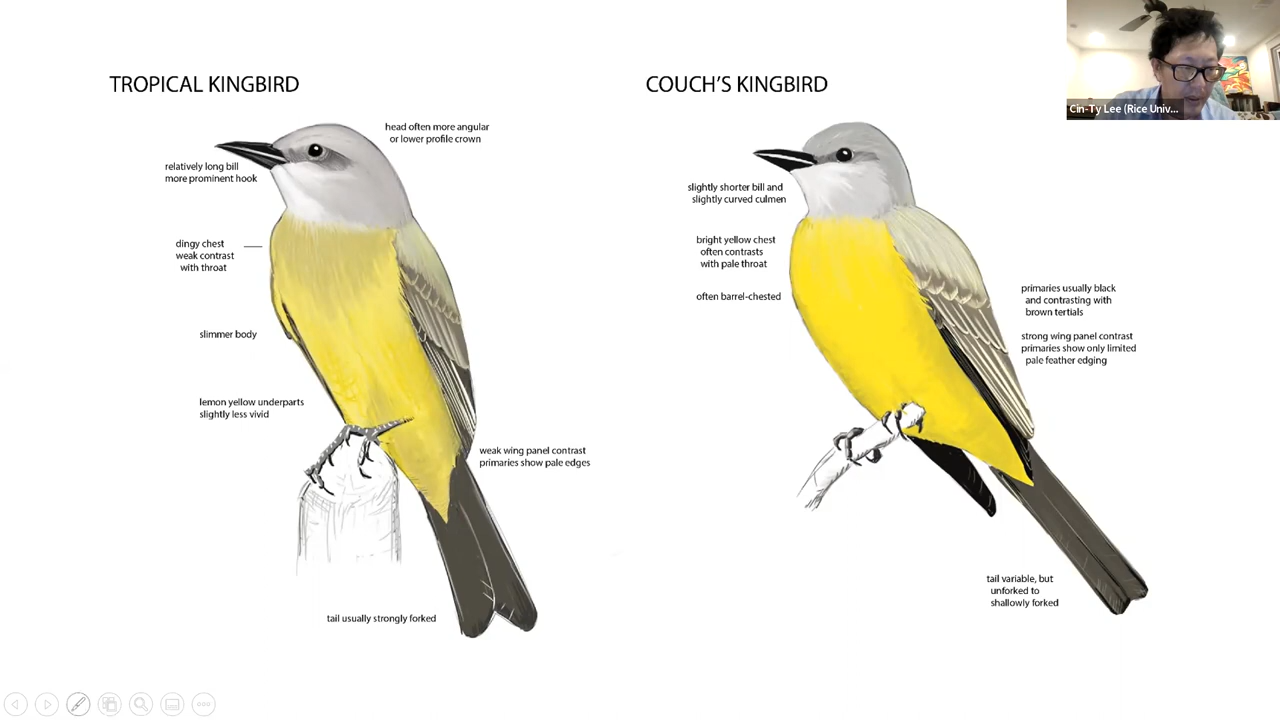 Cin-Ty Lee (Rice Univ...
TROPICAL KINGBIRD
head often more angular
or lower profile crown
relatively long bill
more prominent hook
dingy chest
weak contrast
with throat
slimmer body
lemon yellow underparts
slightly less vivid
weak wing panel contrast
primaries show pale edges
tail usually strongly forked
COUCH'S KINGBIRD
slightly shorter bill and
slightly curved culmen
bright yellow chest
often contrasts
with pale throat
often barrel-chested
primaries usually black
and contrasting with
brown tertials
strong wing panel contrast
primaries show only limited
pale feather edging
tail variable, but
unforked to
shallowly forked